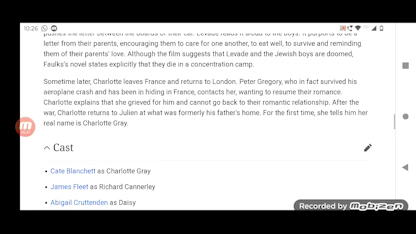 10:26
pushes the letter between the boards of their car. Levade reads it aloud to the boys. It purports to be a
letter from their parents, encouraging them to care for one another, to eat well, to survive and reminding
them of their parents' love. Although the film suggests that Levade and the Jewish boys are doomed,
Faulks's novel states explicitly that they die in a concentration camp.
Sometime later, Charlotte leaves France and returns to London. Peter Gregory, who in fact survived his
aeroplane crash and has been in hiding in France, contacts her, wanting to resume their romance.
Charlotte explains that she grieved for him and cannot go back to their romantic relationship. After the
war, Charlotte returns to Julien at what was formerly his father's home. For the first time, she tells him her
real name is Charlotte Gray.
Cast
Cate Blanchett as Charlotte Gray
James Fleet as Richard Cannerley
Abigail Cruttenden as Daisy
Recorded by Mobizen